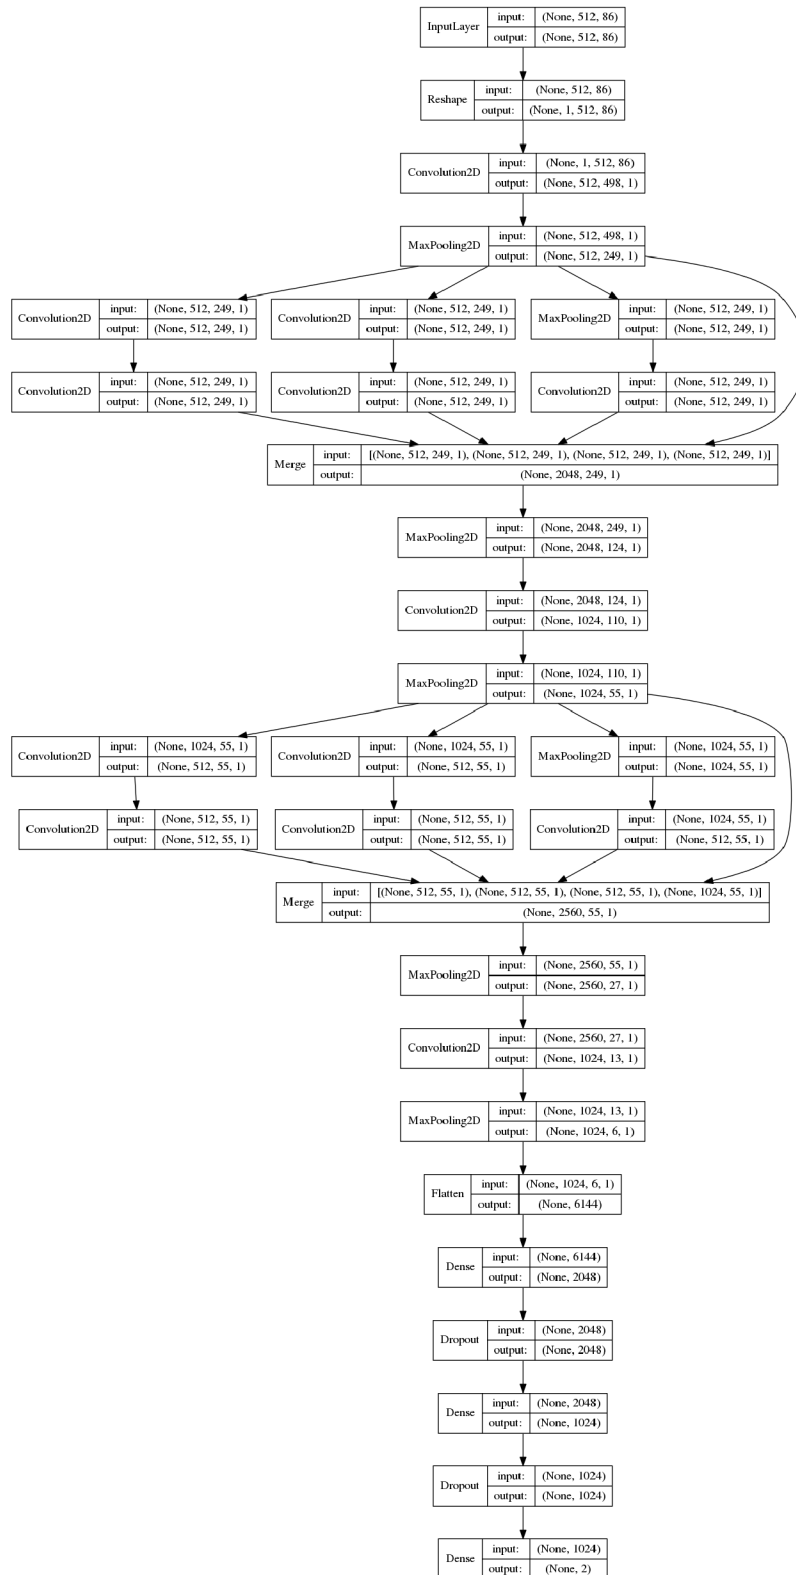 InputLayer input: (None, 512, 86)
output: (None, 512, 86)
Reshape input: (None, 512, 86)
output: (None, 1, 512, 86)
Convolution2D input: (None, 1, 512, 86)
output: (None, 512, 498, 1)
MaxPooling2D input: (None, 512, 498, 1)
output: (None, 512, 249, 1)
Convolution2D input: (None, 512, 249, 1)
output: (None, 512, 249, 1)
Convolution2D input: (None, 512, 249, 1)
output: (None, 512, 249, 1)
MaxPooling2D input: (None, 512, 249, 1)
output: (None, 512, 249, 1)
Convolution2D input: (None, 512, 249, 1)
output: (None, 512, 249, 1)
Convolution2D input: (None, 512, 249, 1)
output: (None, 512, 249, 1)
Convolution2D input: (None, 512, 249, 1)
output: (None, 512, 249, 1)
Merge input: [(None, 512, 249, 1), (None, 512, 249, 1), (None, 512, 249, 1), (None, 512, 249, 1)]
output: (None, 2048, 249, 1)
MaxPooling2D input: (None, 2048, 249, 1)
output: (None, 2048, 124, 1)
Convolution2D input: (None, 2048, 124, 1)
output: (None, 1024, 110, 1)
MaxPooling2D input: (None, 1024, 110, 1)
output: (None, 1024, 55, 1)
Convolution2D input: (None, 1024, 55, 1)
output: (None, 512, 55, 1)
Convolution2D input: (None, 1024, 55, 1)
output: (None, 512, 55, 1)
MaxPooling2D input: (None, 1024, 55, 1)
output: (None, 1024, 55, 1)
Convolution2D input: (None, 512, 55, 1)
output: (None, 512, 55, 1)
Convolution2D input: (None, 512, 55, 1)
output: (None, 512, 55, 1)
Convolution2D input: (None, 1024, 55, 1)
output: (None, 512, 55, 1)
Merge input: [(None, 512, 55, 1), (None, 512, 55, 1), (None, 512, 55, 1), (None, 1024, 55, 1)]
output: (None, 2560, 55, 1)
MaxPooling2D input: (None, 2560, 55, 1)
output: (None, 2560, 27, 1)
Convolution2D input: (None, 2560, 27, 1)
output: (None, 1024, 13, 1)
MaxPooling2D input: (None, 1024, 13, 1)
output: (None, 1024, 6, 1)
Flatten input: (None, 1024, 6, 1)
output: (None, 6144)
Dense input: (None, 6144)
output: (None, 2048)
Dropout input: (None, 2048)
output: (None, 2048)
Dense input: (None, 2048)
output: (None, 1024)
Dropout input: (None, 1024)
output: (None, 1024)
Dense input: (None, 1024)
output: (None, 2)